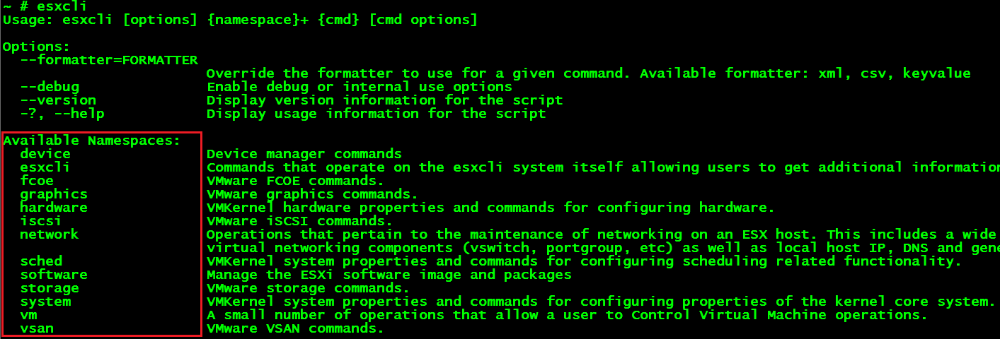 ~ # esxcli
Usage: esxcli [options] {namespace}+ {cmd} [cmd options]
Options:
--formatter=FORMATTER
Override the formatter to use for a given command. Available formatter: xml, csv, keyvalue
--debug Enable debug or internal use options
--version Display version information for the script
-?, --help Display usage information for the script
Available Namespaces:
device Device manager commands
esxcli Commands that operate on the esxcli system itself allowing users to get additional information
fcoe VMware FCOE commands.
graphics VMware graphics commands.
hardware VMKernel hardware properties and commands for configuring hardware.
iscsi VMware iSCSI commands.
network Operations that pertain to the maintenance of networking on an ESX host. This includes a wide
virtual networking components (vswitch, portgroup, etc) as well as local host IP, DNS and gene
sched VMKernel system properties and commands for configuring scheduling related functionality.
software Manage the ESXi software image and packages
storage VMware storage commands.
system VMKernel system properties and commands for configuring properties of the kernel core system.
vm A small number of operations that allow a user to Control Virtual Machine operations.
vsan VMware VSAN commands.